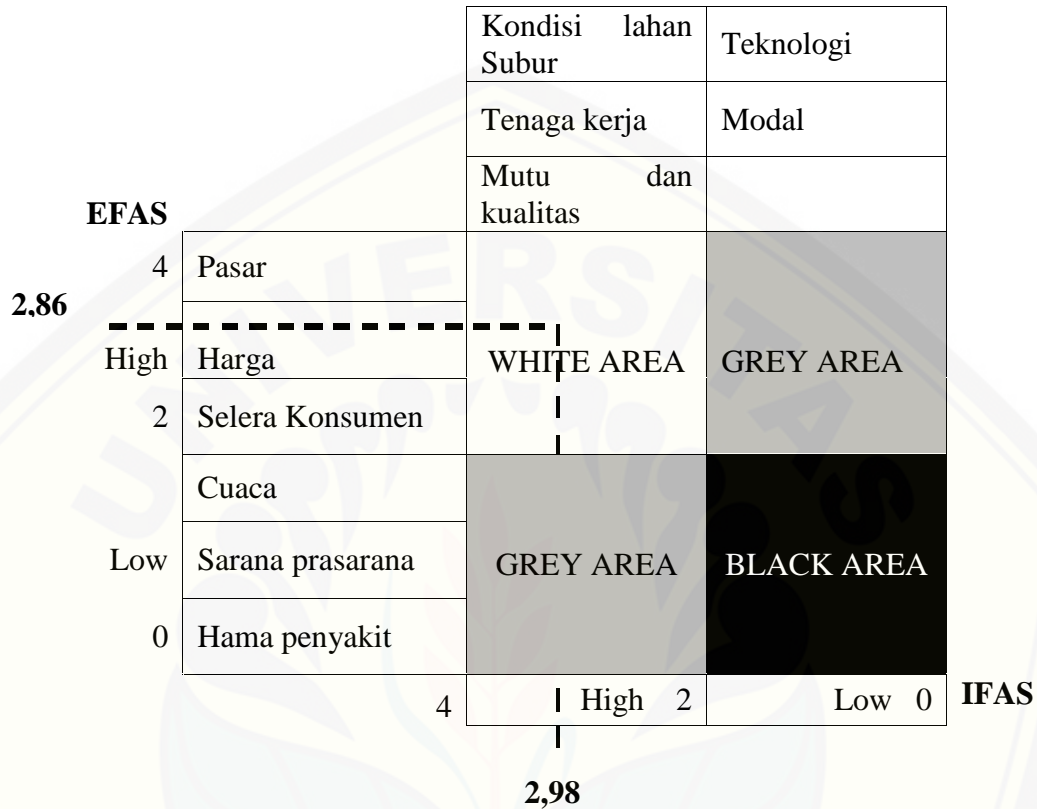 Kondisi lahan
Subur
Teknologi
Tenaga kerja
Modal
Mutu dan
kualitas
EFAS
4
Pasar
2,86
High
Harga
WHITE AREA
GREY AREA
2
Selera Konsumen
Cuaca
Low
Sarana prasarana
GREY AREA
BLACK AREA
0
Hama penyakit
4
High 2
Low 0
IFAS
2,98
UNIVERSITAS